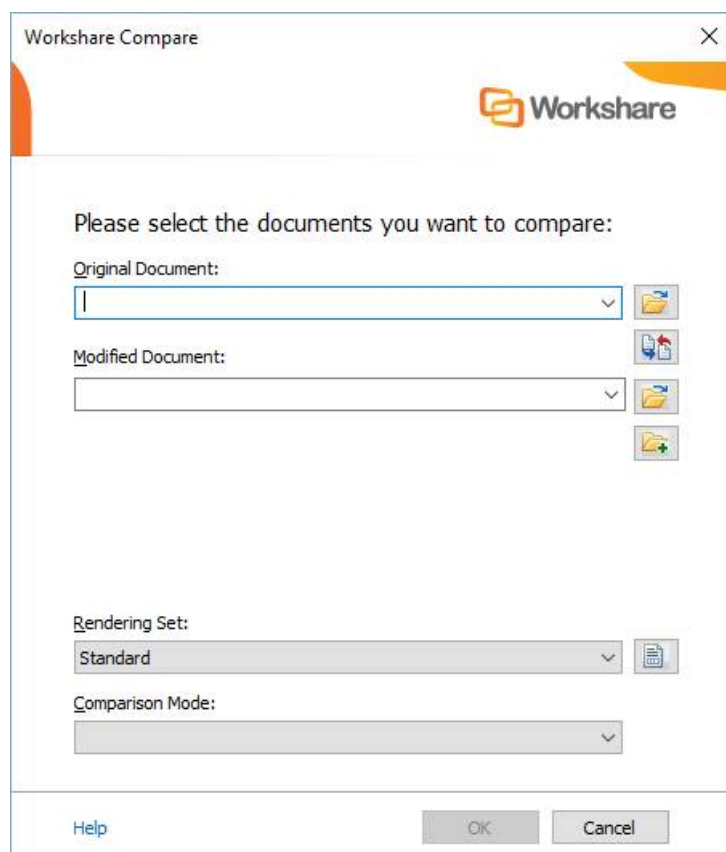 Workshare Compare
Workshare
Please select the documents you want to compare:
Original Document:
Modified Document:
Rendering Set:
Standard
Comparison Mode:
Help
OK
Cancel